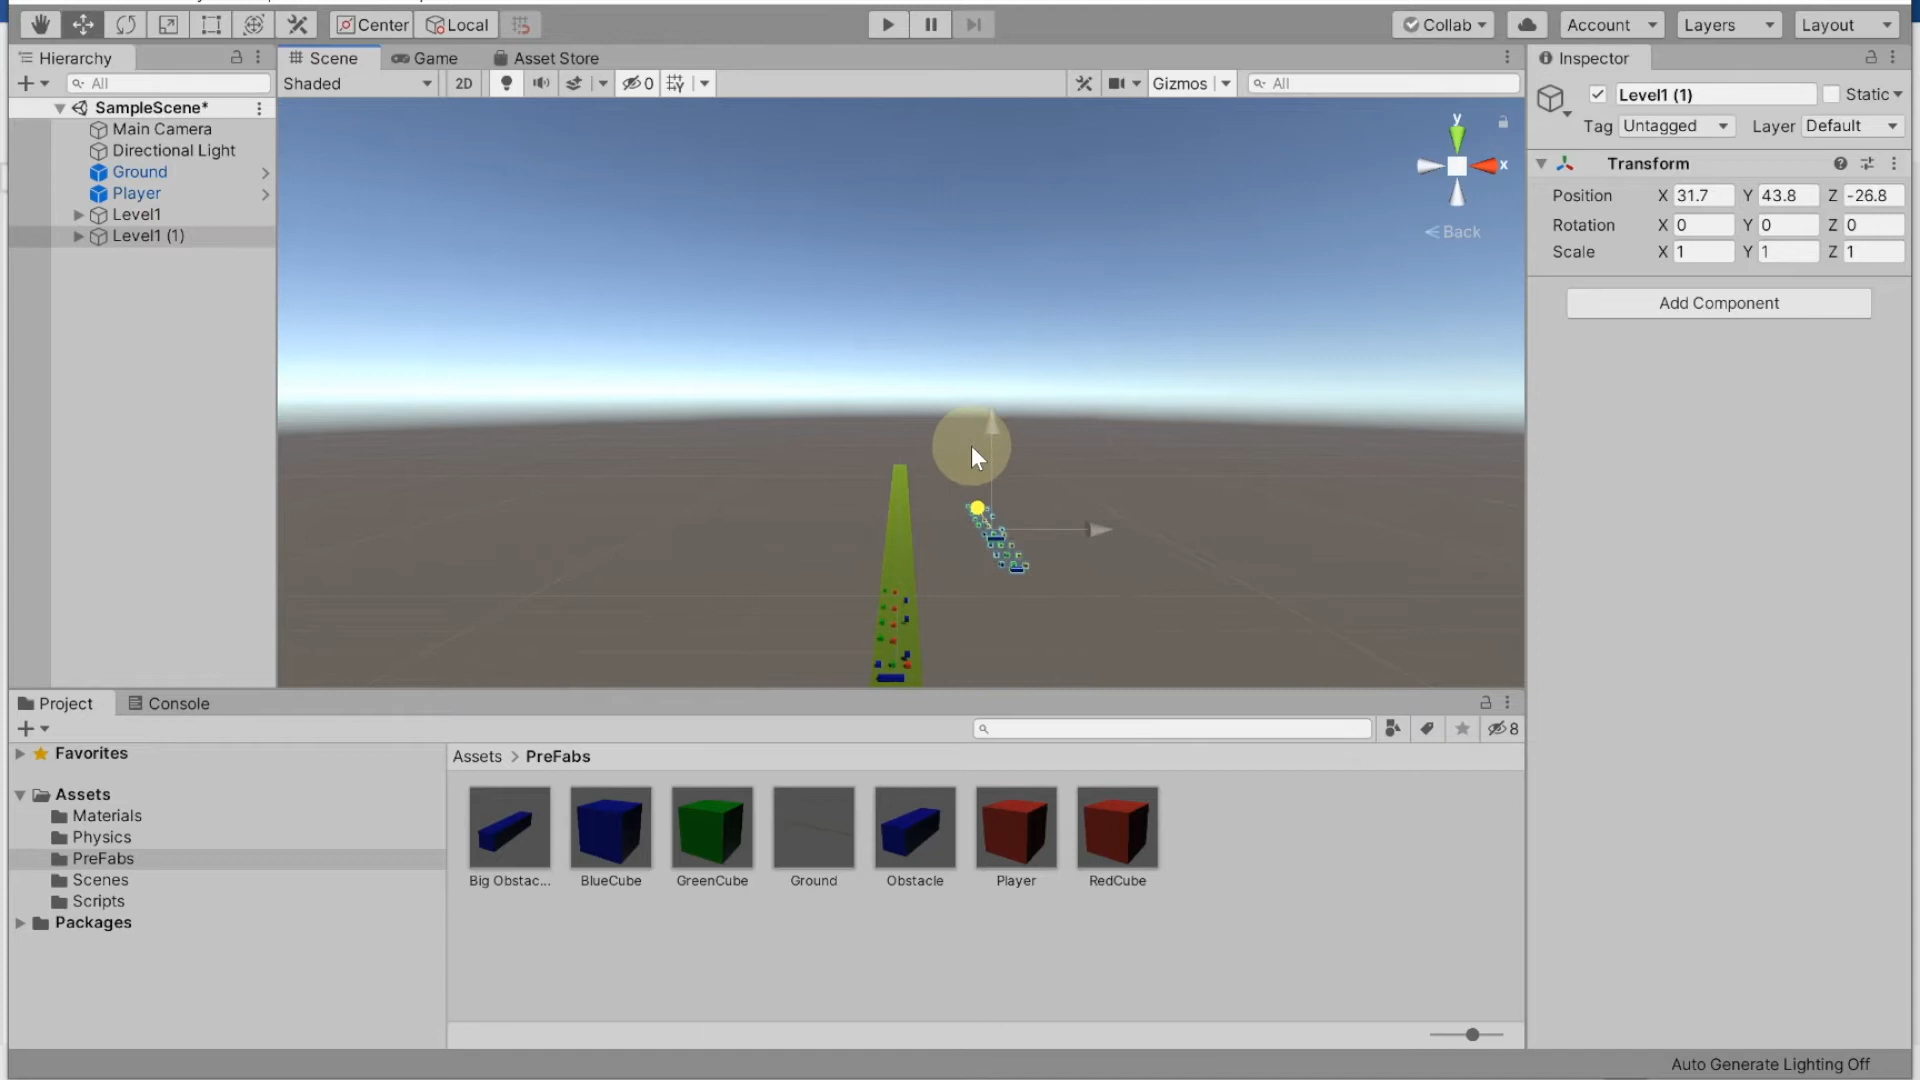 Center
Local
Collab
Account
Layers
Layout
Hierarchy
Scene
Game
Asset Store
Inspector
All
Shaded
2D
0
Gizmos
All
Level1 (1)
Static
Tag
Untagged
Layer
Default
SampleScene*
Main Camera
Directional Light
Ground
Player
Level1
Level1 (1)
y
x
Back
Transform
Position X 31.7 Y 43.8 Z -26.8
Rotation X 0 Y 0 Z 0
Scale X 1 Y 1 Z 1
Add Component
Project
Console
8
Favorites
Assets
Materials
Physics
PreFabs
Scenes
Scripts
Packages
Assets > PreFabs
Big Obstac...
BlueCube
GreenCube
Ground
Obstacle
Player
RedCube
Auto Generate Lighting Off